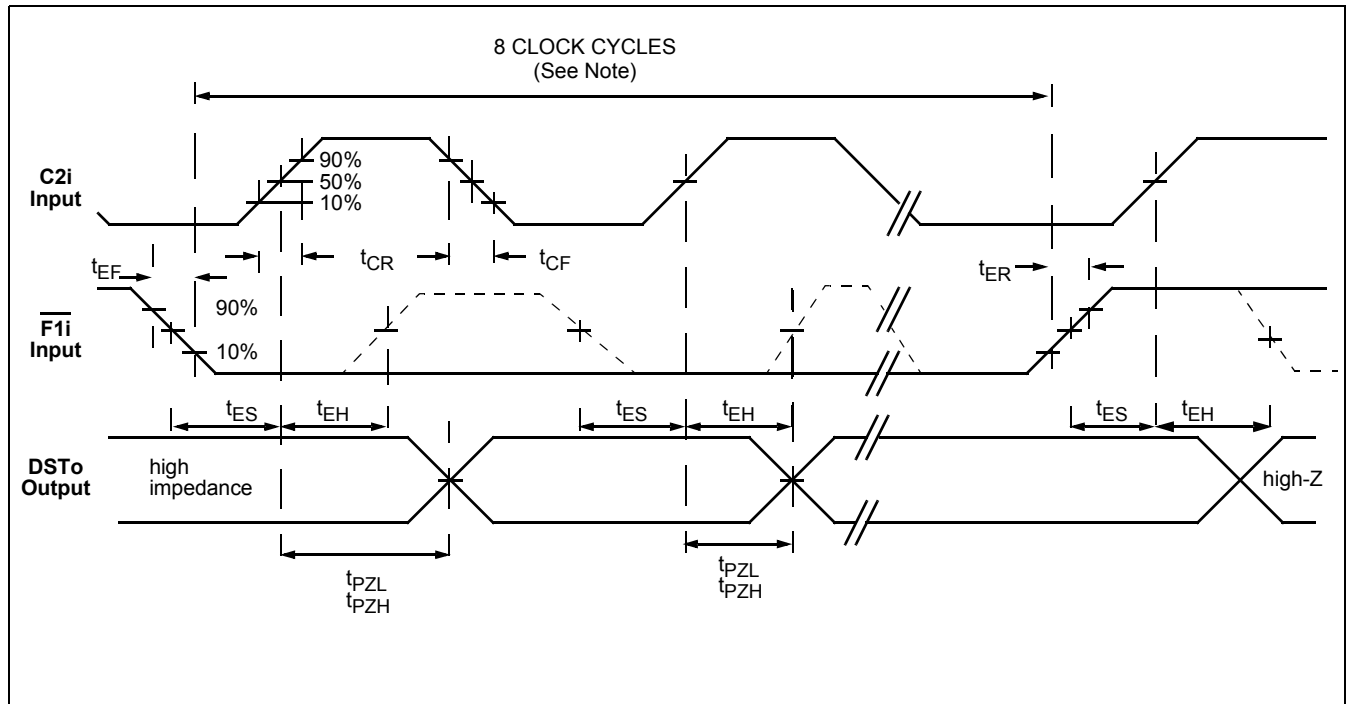 8 CLOCK CYCLES
(See Note)
C2i
Input
90%
50%
10%
tEF
tCR
tCF
tER
F1i
Input
90%
10%
tES
tEH
tES
tEH
tES
tEH
DSTo
Output
high
impedance
high-Z
tPZL
tPZH
tPZL
tPZH